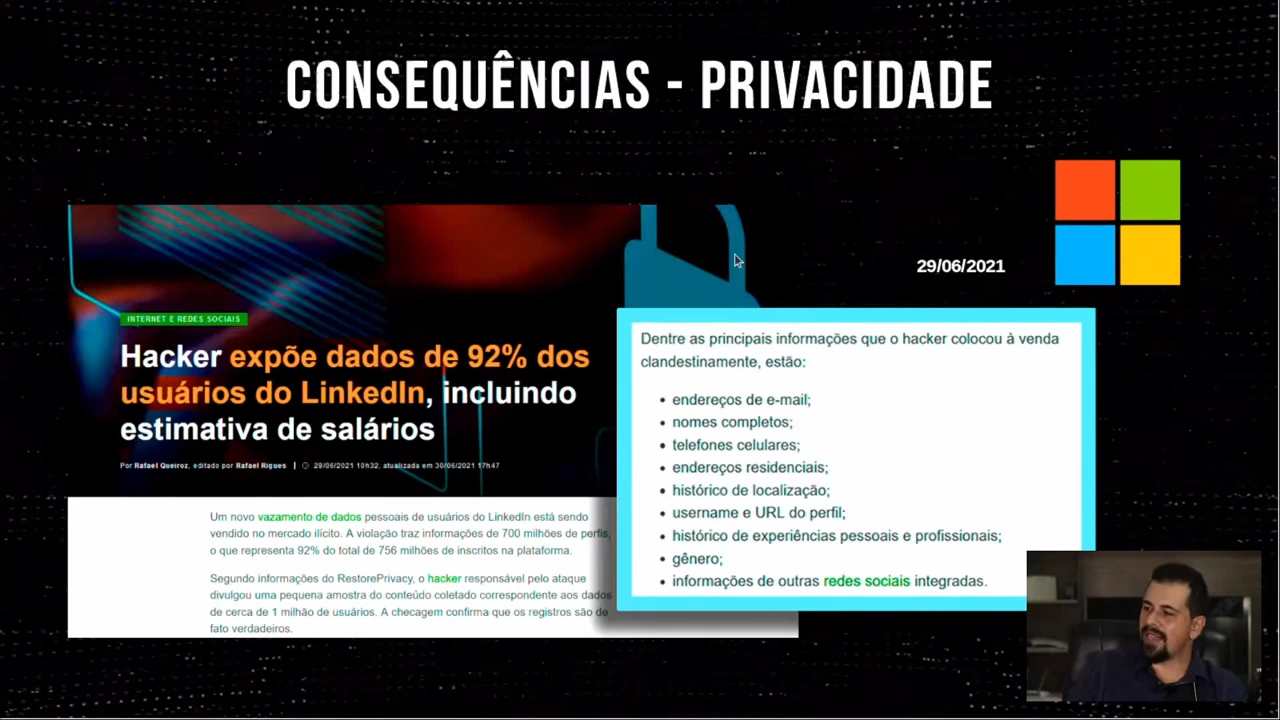 CONSEQUÊNCIAS - PRIVACIDADE
29/06/2021
INTERNET E REDES SOCIAIS
Hacker expõe dados de 92% dos
usuários do LinkedIn, incluindo
estimativa de salários
Por Rafael Queiroz, editado por Rafael Rigues | 29/06/2021 10h32, atualizada em 30/06/2021 17h47
Um novo vazamento de dados pessoais de usuários do LinkedIn está sendo
vendido no mercado ilícito. A violação traz informações de 700 milhões de perfis,
o que representa 92% do total de 756 milhões de inscritos na plataforma.
Segundo informações do RestorePrivacy, o hacker responsável pelo ataque
divulgou uma pequena amostra do conteúdo coletado correspondente aos dados
de cerca de 1 milhão de usuários. A checagem confirma que os registros são de
fato verdadeiros.
Dentre as principais informações que o hacker colocou à venda
clandestinamente, estão:
• endereços de e-mail;
• nomes completos;
• telefones celulares;
• endereços residenciais;
• histórico de localização;
• username e URL do perfil;
• histórico de experiências pessoais e profissionais;
• gênero;
• informações de outras redes sociais integradas.